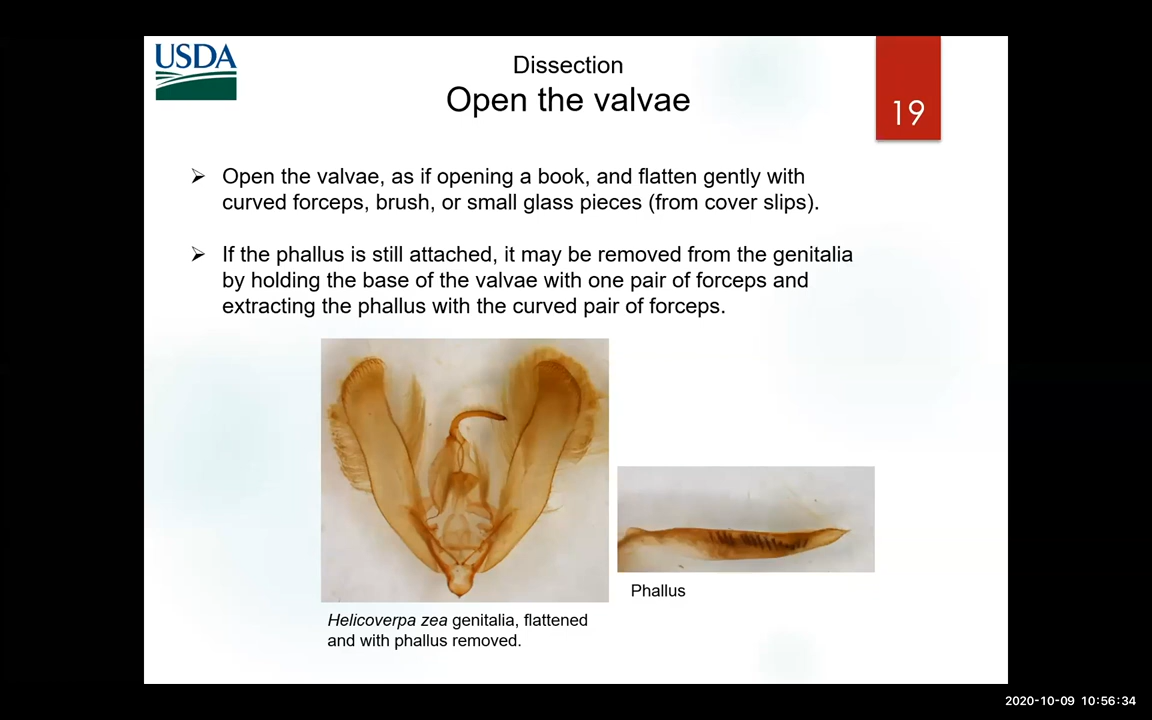 USDA
Dissection
Open the valvae
19
➢ Open the valvae, as if opening a book, and flatten gently with
curved forceps, brush, or small glass pieces (from cover slips).
➢ If the phallus is still attached, it may be removed from the genitalia
by holding the base of the valvae with one pair of forceps and
extracting the phallus with the curved pair of forceps.
Phallus
Helicoverpa zea genitalia, flattened
and with phallus removed.
2020-10-09 10:56:34